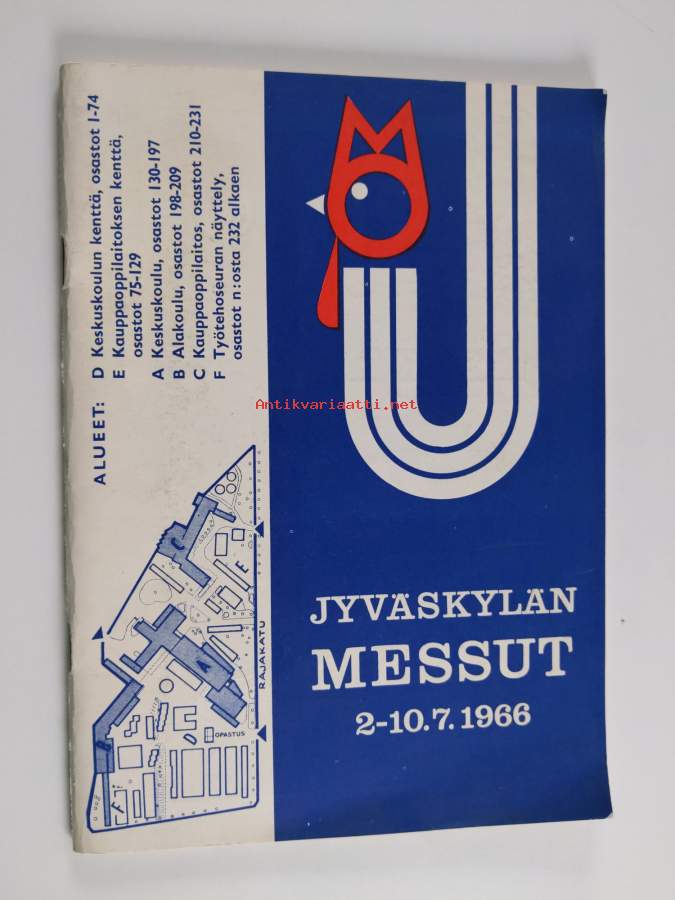 ALUEET:
D Keskuskoulun kenttä, osastot 1-74
E Kauppaoppilaitoksen kenttä,
osastot 75-129
A Keskuskoulu, osastot 130-197
B Alakoulu, osastot 198-209
C Kauppaoppilaitos, osastot 210-231
F Työtehoseuran näyttely,
osastot n:osta 232 alkaen
Antikvariaatti.net
C
E
A
RAJAKATU
OPASTUS
JYVÄSKYLÄN
MESSUT
2-10.7.1966